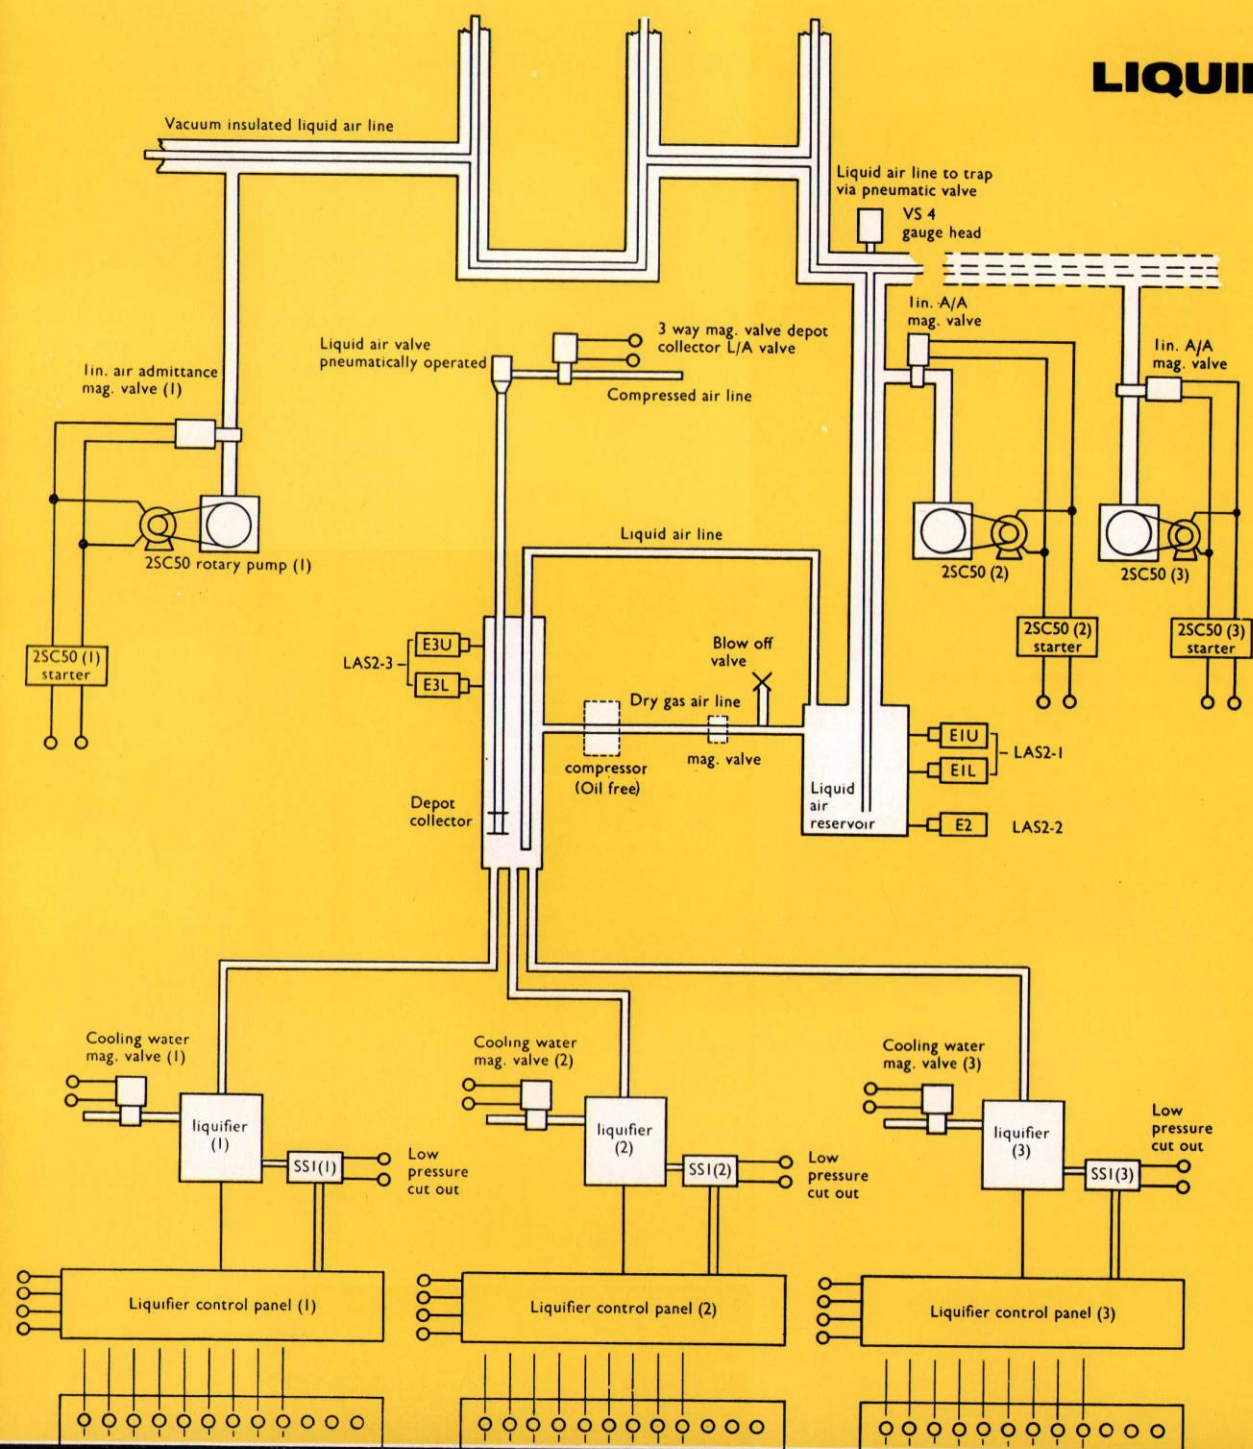 LIQUI
Vacuum insulated liquid air line
Liquid air line to trap
via pneumatic valve
VS 4
gauge head
1in. A/A
mag. valve
1in. A/A
mag. valve
3 way mag. valve depot
collector L/A valve
Liquid air valve
pneumatically operated
Compressed air line
1in. air admittance
mag. valve (1)
2SC50 rotary pump (1)
Liquid air line
2SC50 (2)
2SC50 (3)
2SC50 (1)
starter
2SC50 (2)
starter
2SC50 (3)
starter
LAS2-3
E3U
E3L
Blow off
valve
Dry gas air line
compressor
(Oil free)
mag. valve
E1U
E1L
LAS2-1
E2
LAS2-2
Liquid
air
reservoir
Depot
collector
Cooling water
mag. valve (1)
Cooling water
mag. valve (2)
Cooling water
mag. valve (3)
liquifier
(1)
SS1(1)
Low
pressure
cut out
liquifier
(2)
SS1(2)
Low
pressure
cut out
liquifier
(3)
SS1(3)
Low
pressure
cut out
Liquifier control panel (1)
Liquifier control panel (2)
Liquifier control panel (3)